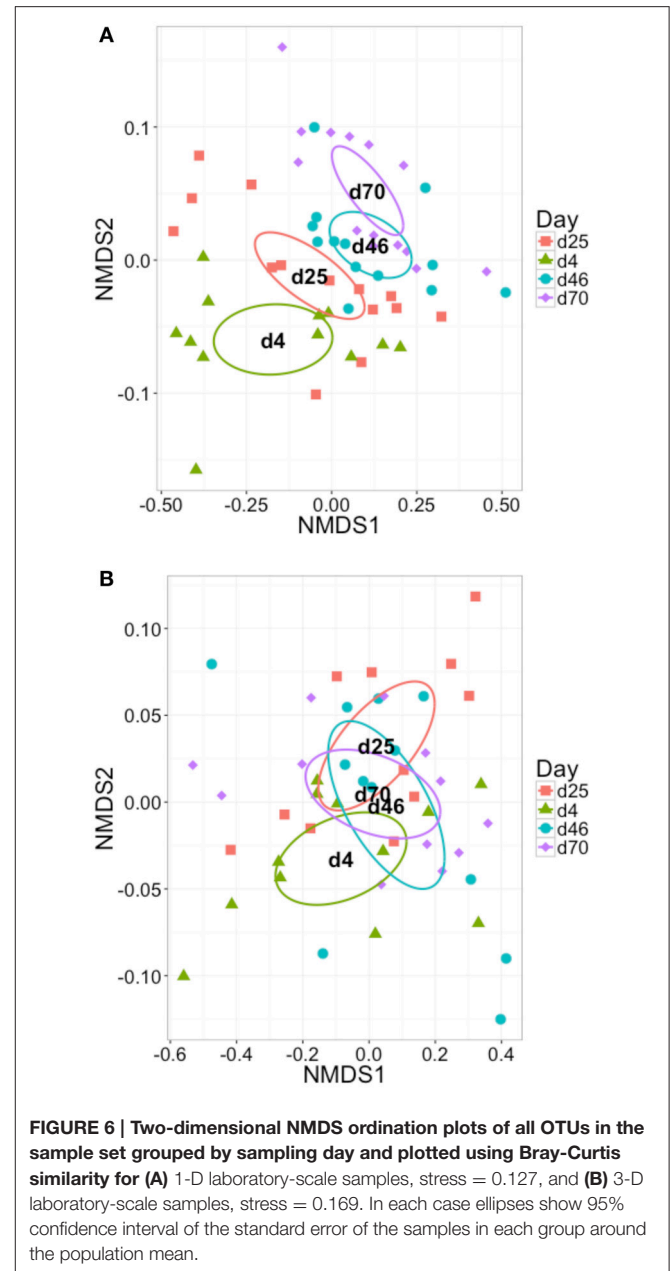 A
NMDS2
0.1
0.0
-0.1
d70
d46
d25
d4
-0.50
-0.25
0.00
0.25
0.50
NMDS1
Day
d25
d4
d46
d70
B
NMDS2
0.10
0.05
0.00
-0.05
-0.10
d25
d70
d46
d4
-0.6
-0.4
-0.2
0.0
0.2
0.4
NMDS1
Day
d25
d4
d46
d70
FIGURE 6 | Two-dimensional NMDS ordination plots of all OTUs in the
sample set grouped by sampling day and plotted using Bray-Curtis
similarity for (A) 1-D laboratory-scale samples, stress = 0.127, and (B) 3-D
laboratory-scale samples, stress = 0.169. In each case ellipses show 95%
confidence interval of the standard error of the samples in each group around
the population mean.